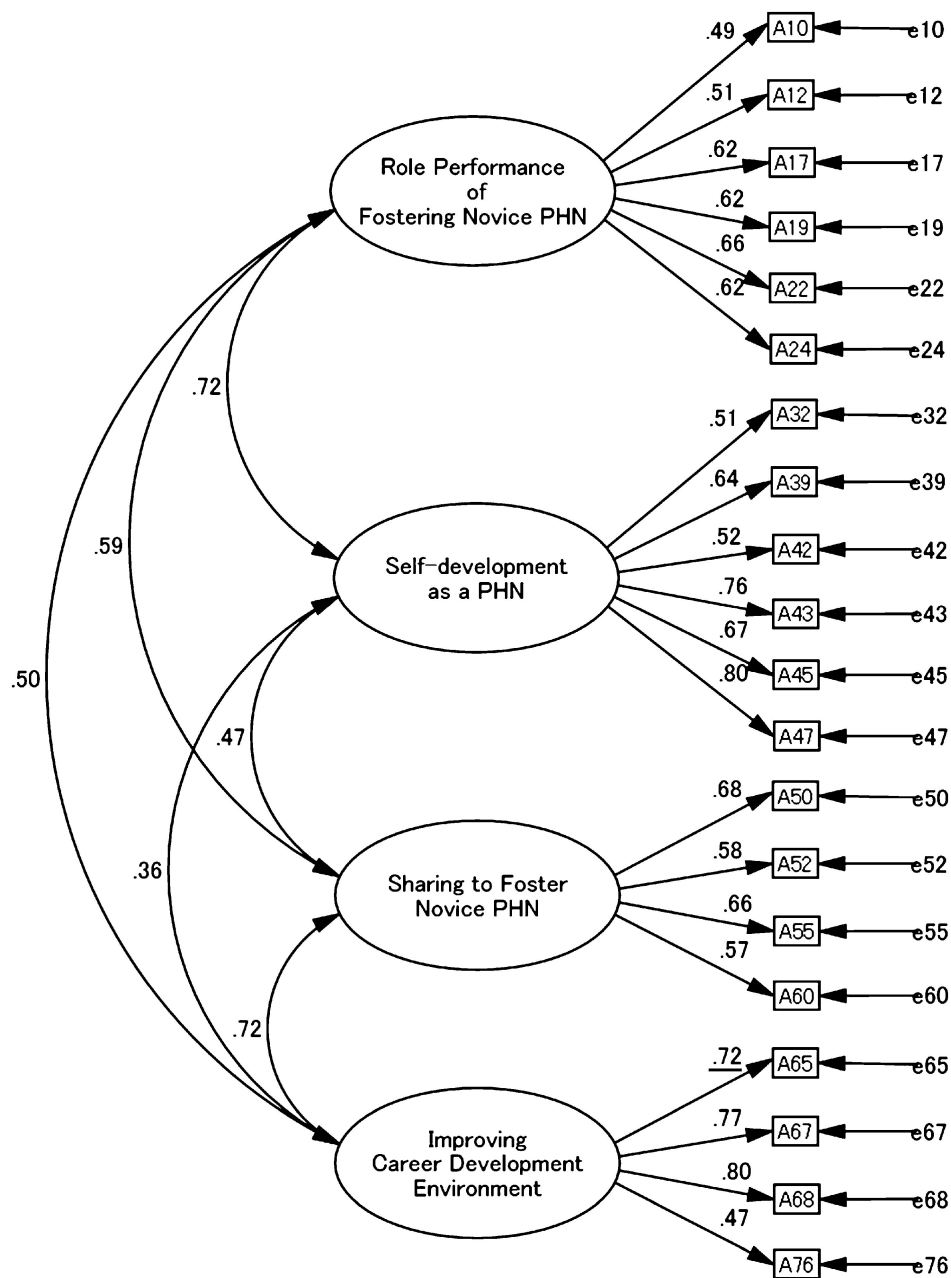 .49
A10
e10
.51
A12
e12
.62
A17
e17
Role Performance
of
Fostering Novice PHN
.62
A19
e19
.66
A22
e22
.62
A24
e24
.72
.51
A32
e32
.64
A39
e39
.59
.52
A42
e42
Self-development
as a PHN
.76
A43
e43
.67
A45
e45
.50
.80
A47
e47
.47
.68
A50
e50
.36
.58
A52
e52
Sharing to Foster
Novice PHN
.66
A55
e55
.57
A60
e60
.72
.72
A65
e65
Improving
Career Development
Environment
.77
A67
e67
.80
A68
e68
.47
A76
e76